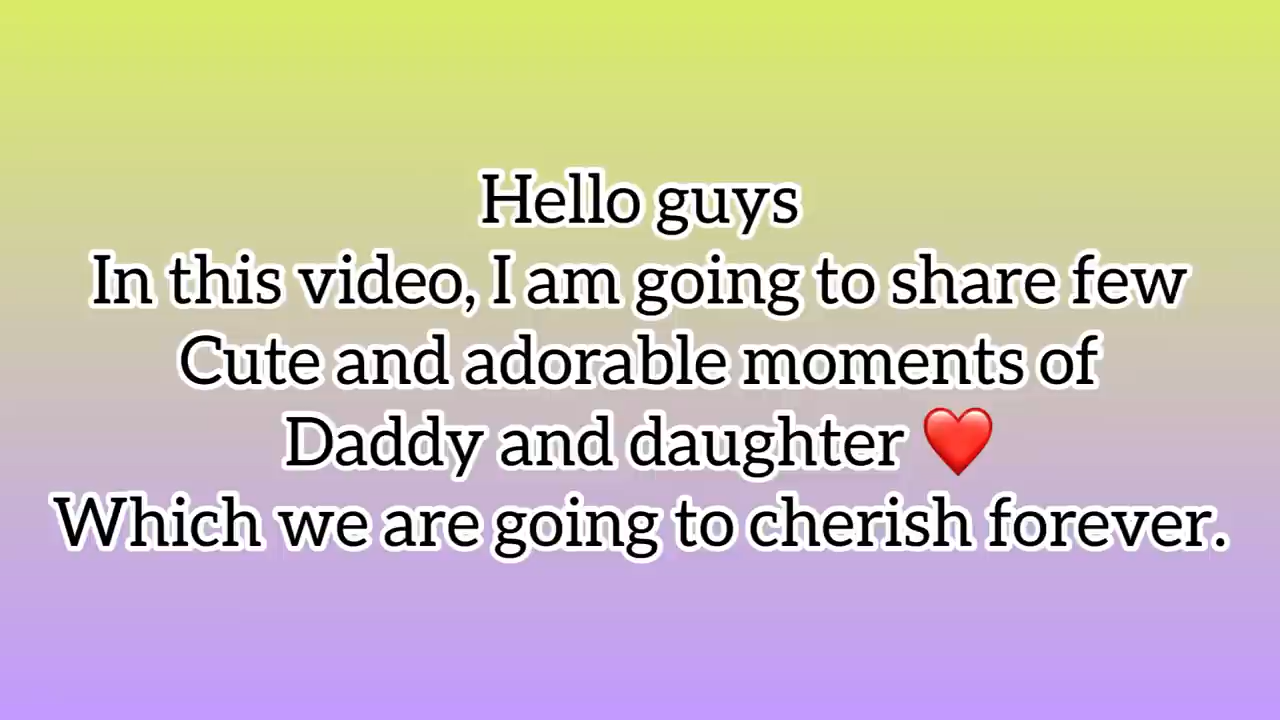 Hello guys
In this video, I am going to share few
Cute and adorable moments of
Daddy and daughter ❤️
Which we are going to cherish forever.